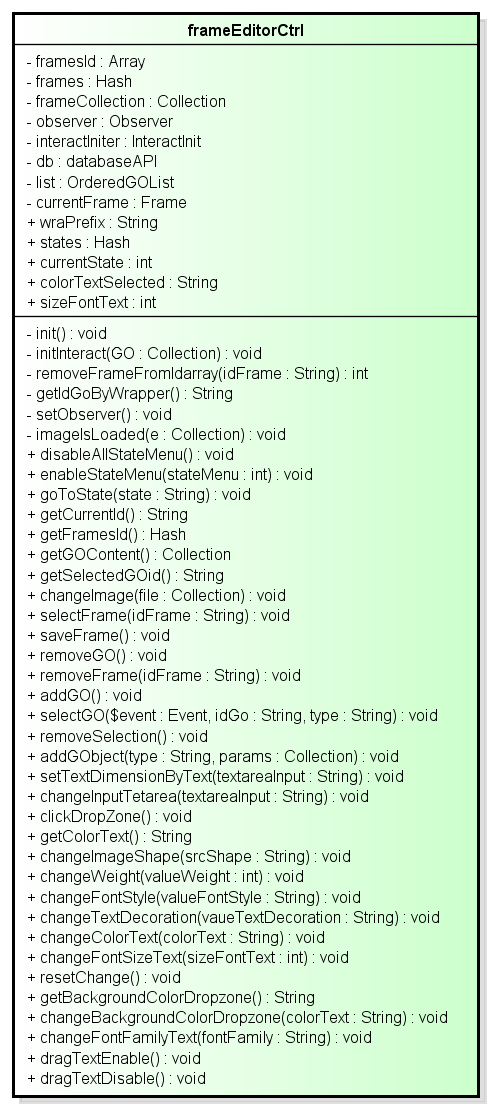 frameEditorCtrl
- framesId : Array
- frames : Hash
- frameCollection : Collection
- observer : Observer
- interactIniter : InteractInit
- db : databaseAPI
- list : OrderedGOList
- currentFrame : Frame
+ wraPrefix : String
+ states : Hash
+ currentState : int
+ colorTextSelected : String
+ sizeFontText : int
- init() : void
- initInteract(GO : Collection) : void
- removeFrameFromIdarray(idFrame : String) : int
- getIdGoByWrapper() : String
- setObserver() : void
- imageIsLoaded(e : Collection) : void
+ disableAllStateMenu() : void
+ enableStateMenu(stateMenu : int) : void
+ goToState(state : String) : void
+ getCurrentId() : String
+ getFramesId() : Hash
+ getGOContent() : Collection
+ getSelectedGOid() : String
+ changeImage(file : Collection) : void
+ selectFrame(idFrame : String) : void
+ saveFrame() : void
+ removeGO() : void
+ removeFrame(idFrame : String) : void
+ addGO() : void
+ selectGO($event : Event, idGo : String, type : String) : void
+ removeSelection() : void
+ addGObject(type : String, params : Collection) : void
+ setTextDimensionByText(textareaInput : String) : void
+ changeInputTetarea(textareaInput : String) : void
+ clickDropZone() : void
+ getColorText() : String
+ changeImageShape(srcShape : String) : void
+ changeWeight(valueWeight : int) : void
+ changeFontStyle(valueFontStyle : String) : void
+ changeTextDecoration(vaueTextDecoration : String) : void
+ changeColorText(colorText : String) : void
+ changeFontSizeText(sizeFontText : int) : void
+ resetChange() : void
+ getBackgroundColorDropzone() : String
+ changeBackgroundColorDropzone(colorText : String) : void
+ changeFontFamilyText(fontFamily : String) : void
+ dragTextEnable() : void
+ dragTextDisable() : void